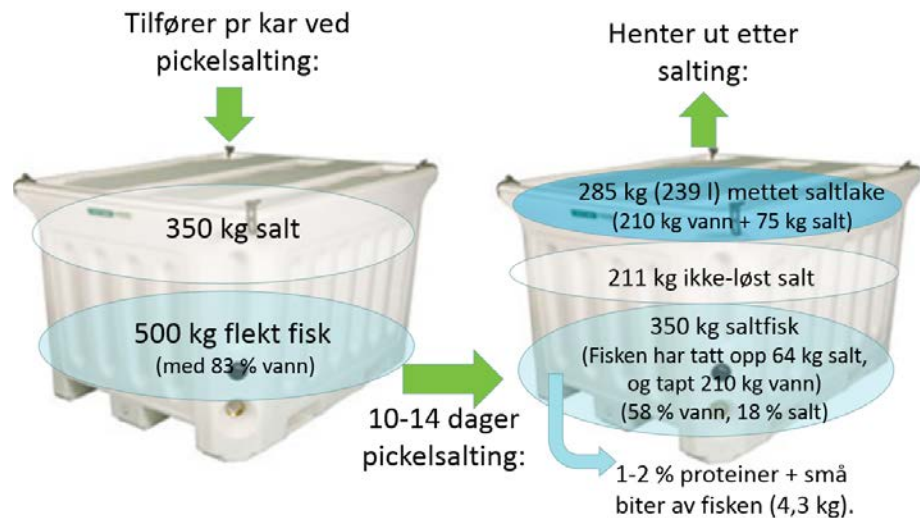 Tilfører pr kar ved
pickelsalting:
350 kg salt
500 kg flekt fisk
(med 83 % vann)
10-14 dager
pickelsalting:
Henter ut etter
salting:
285 kg (239 l) mettet saltlake
(210 kg vann + 75 kg salt)
211 kg ikke-løst salt
350 kg saltfisk
(Fisken har tatt opp 64 kg salt,
og tapt 210 kg vann)
(58 % vann, 18 % salt)
1-2 % proteiner + små
biter av fisken (4,3 kg).